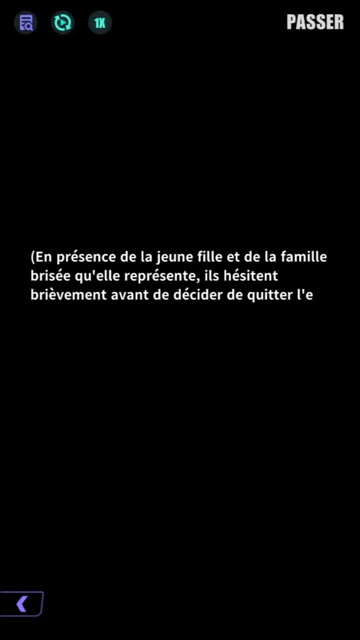 1X
PASSER
(En présence de la jeune fille et de la famille
brisée qu'elle représente, ils hésitent
brièvement avant de décider de quitter l'e